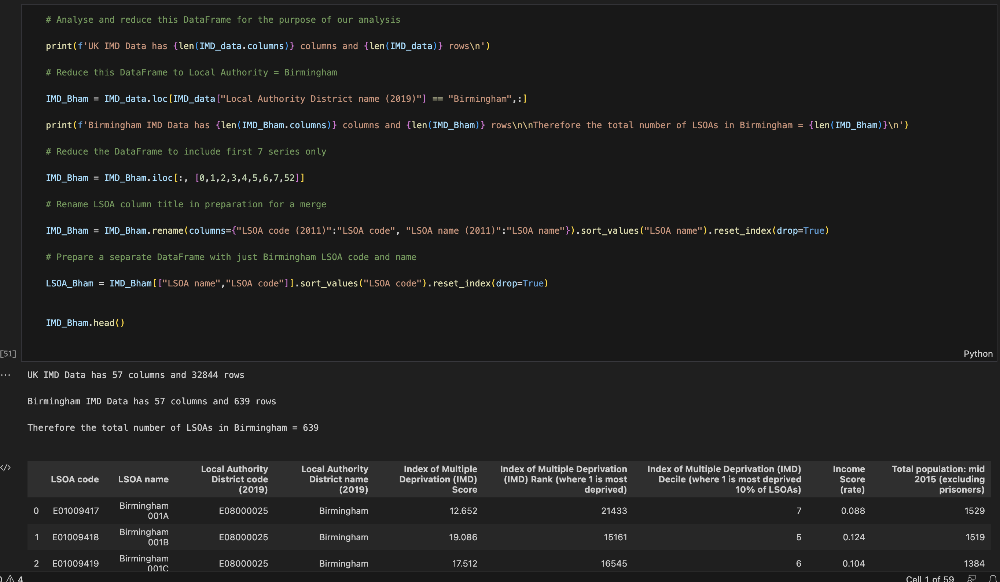 # Analyse and reduce this DataFrame for the purpose of our analysis
print(f'UK IMD Data has {len(IMD_data.columns)} columns and {len(IMD_data)} rows\n')
# Reduce this DataFrame to Local Authority = Birmingham
IMD_Bham = IMD_data.loc[IMD_data["Local Authority District name (2019)"] == "Birmingham",:]
print(f'Birmingham IMD Data has {len(IMD_Bham.columns)} columns and {len(IMD_Bham)} rows\n\nTherefore the total number of LSOAs in Birmingham = {len(IMD_Bham)}\n')
# Reduce the DataFrame to include first 7 series only
IMD_Bham = IMD_Bham.iloc[:, [0,1,2,3,4,5,6,7,52]]
# Rename LSOA column title in preparation for a merge
IMD_Bham = IMD_Bham.rename(columns={"LSOA code (2011)":"LSOA code", "LSOA name (2011)":"LSOA name"}).sort_values("LSOA name").reset_index(drop=True)
# Prepare a separate DataFrame with just Birmingham LSOA code and name
LSOA_Bham = IMD_Bham[["LSOA name","LSOA code"]].sort_values("LSOA code").reset_index(drop=True)
IMD_Bham.head()
[51]
Python
UK IMD Data has 57 columns and 32844 rows
Birmingham IMD Data has 57 columns and 639 rows
Therefore the total number of LSOAs in Birmingham = 639
LSOA code LSOA name Local Authority District code (2019) Local Authority District name (2019) Index of Multiple Deprivation (IMD) Score Index of Multiple Deprivation (IMD) Rank (where 1 is most deprived) Index of Multiple Deprivation (IMD) Decile (where 1 is most deprived 10% of LSOAs) Income Score (rate) Total population: mid 2015 (excluding prisoners)
0 E01009417 Birmingham 001A E08000025 Birmingham 12.652 21433 7 0.088 1529
1 E01009418 Birmingham 001B E08000025 Birmingham 19.086 15161 5 0.124 1519
2 E01009419 Birmingham 001C E08000025 Birmingham 17.512 16545 6 0.104 1384
4
Cell 1 of 59